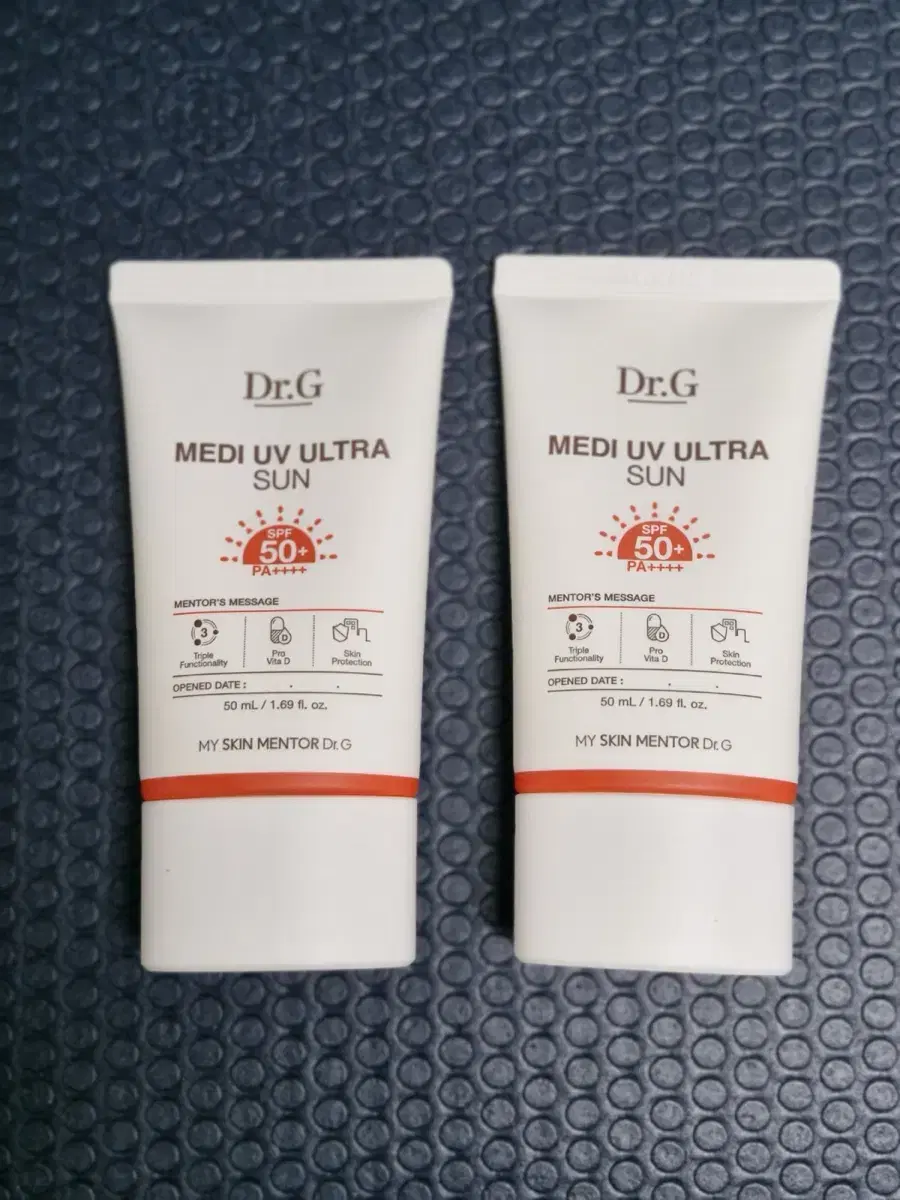 Dr.G
MEDI UV ULTRA
SUN
SPF
50+
PA++++
MENTOR'S MESSAGE
3
D
Triple
Functionality
Pro
Vita D
Skin
Protection
OPENED DATE : . .
50 mL / 1.69 fl. oz.
MY SKIN MENTOR Dr.G
Dr.G
MEDI UV ULTRA
SUN
SPF
50+
PA++++
MENTOR'S MESSAGE
3
D
Triple
Functionality
Pro
Vita D
Skin
Protection
OPENED DATE : . .
50 mL / 1.69 fl. oz.
MY SKIN MENTOR Dr.G